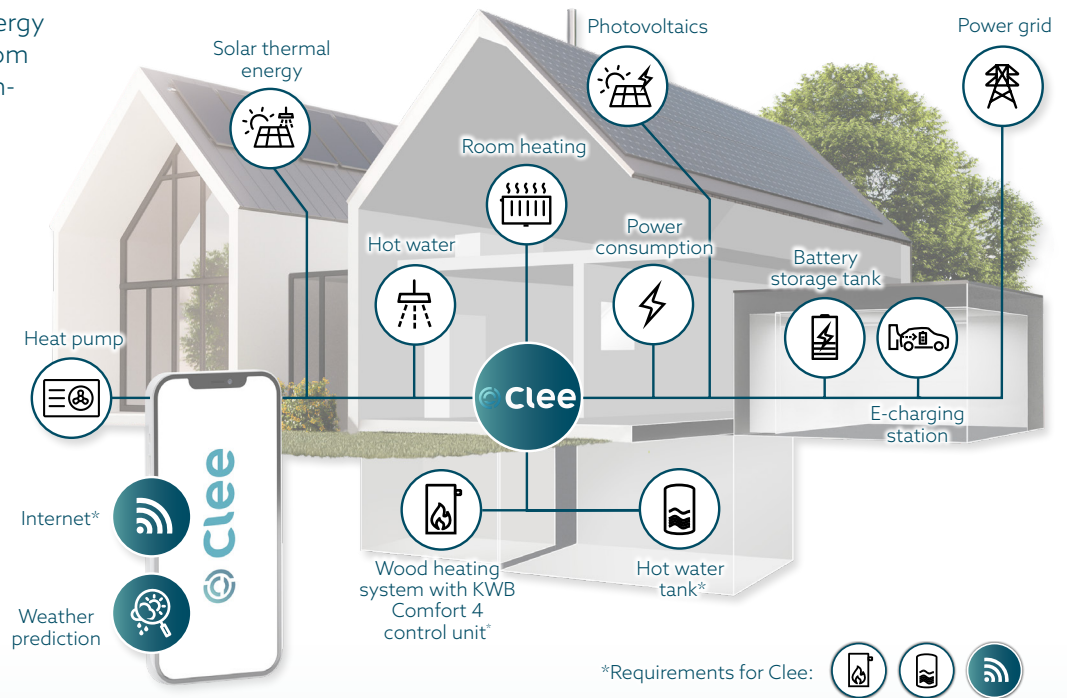 ergy
om
n-
Solar thermal
energy
Photovoltaics
Power grid
Room heating
Hot water
Power
consumption
Battery
storage tank
Heat pump
Clee
E-charging
station
Clee
Internet*
Weather
prediction
Wood heating
system with KWB
Comfort 4
control unit*
Hot water
tank*
*Requirements for Clee: